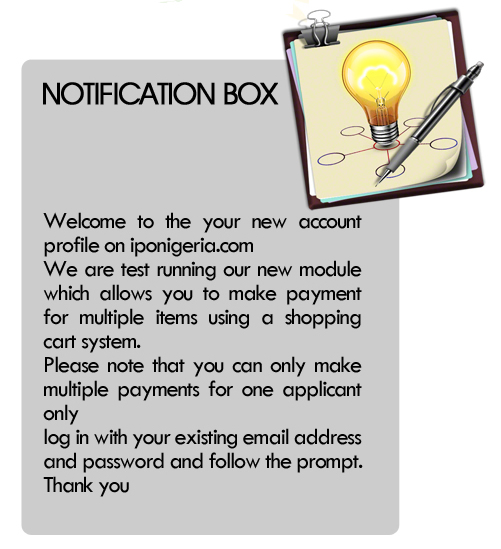 NOTIFICATION BOX
Welcome to the your new account
profile on iponigeria.com
We are test running our new module
which allows you to make payment
for multiple items using a shopping
cart system.
Please note that you can only make
multiple payments for one applicant
only
log in with your existing email address
and password and follow the prompt.
Thank you